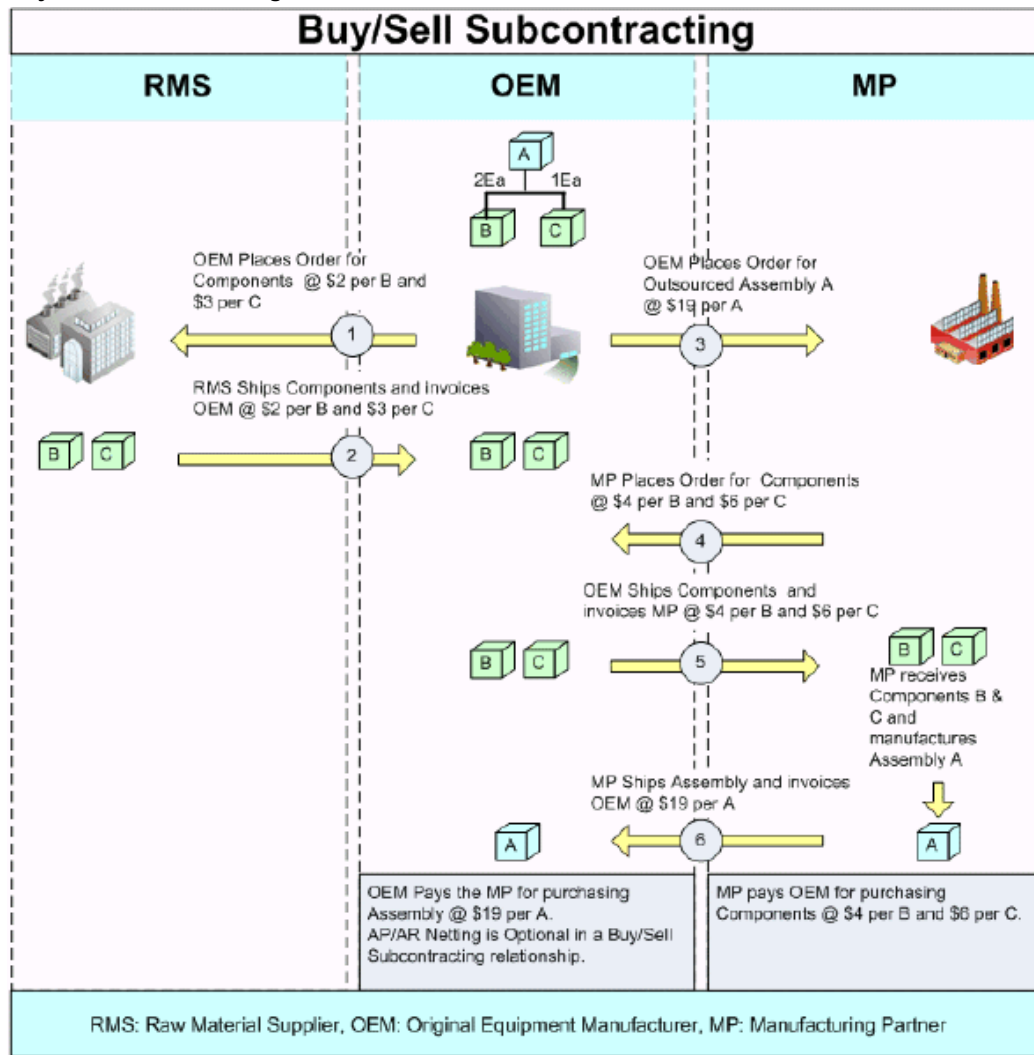 Buy/Sell Subcontracting
RMS
OEM
MP
A
2Ea
1Ea
B
C
OEM Places Order for
Components @ $2 per B and
$3 per C
1
OEM Places Order for
Outsourced Assembly A
@ $19 per A
3
RMS Ships Components and invoices
OEM @ $2 per B and $3 per C
B
C
2
B
C
MP Places Order for Components
@ $4 per B and $6 per C
4
OEM Ships Components and
invoices MP @ $4 per B and $6 per C
B
C
5
B
C
MP receives
Components B &
C and
manufactures
Assembly A
MP Ships Assembly and invoices
OEM @ $19 per A
A
6
A
OEM Pays the MP for purchasing
Assembly @ $19 per A.
AP/AR Netting is Optional in a Buy/Sell
Subcontracting relationship.
MP pays OEM for purchasing
Components @ $4 per B and $6 per C.
RMS: Raw Material Supplier, OEM: Original Equipment Manufacturer, MP: Manufacturing Partner